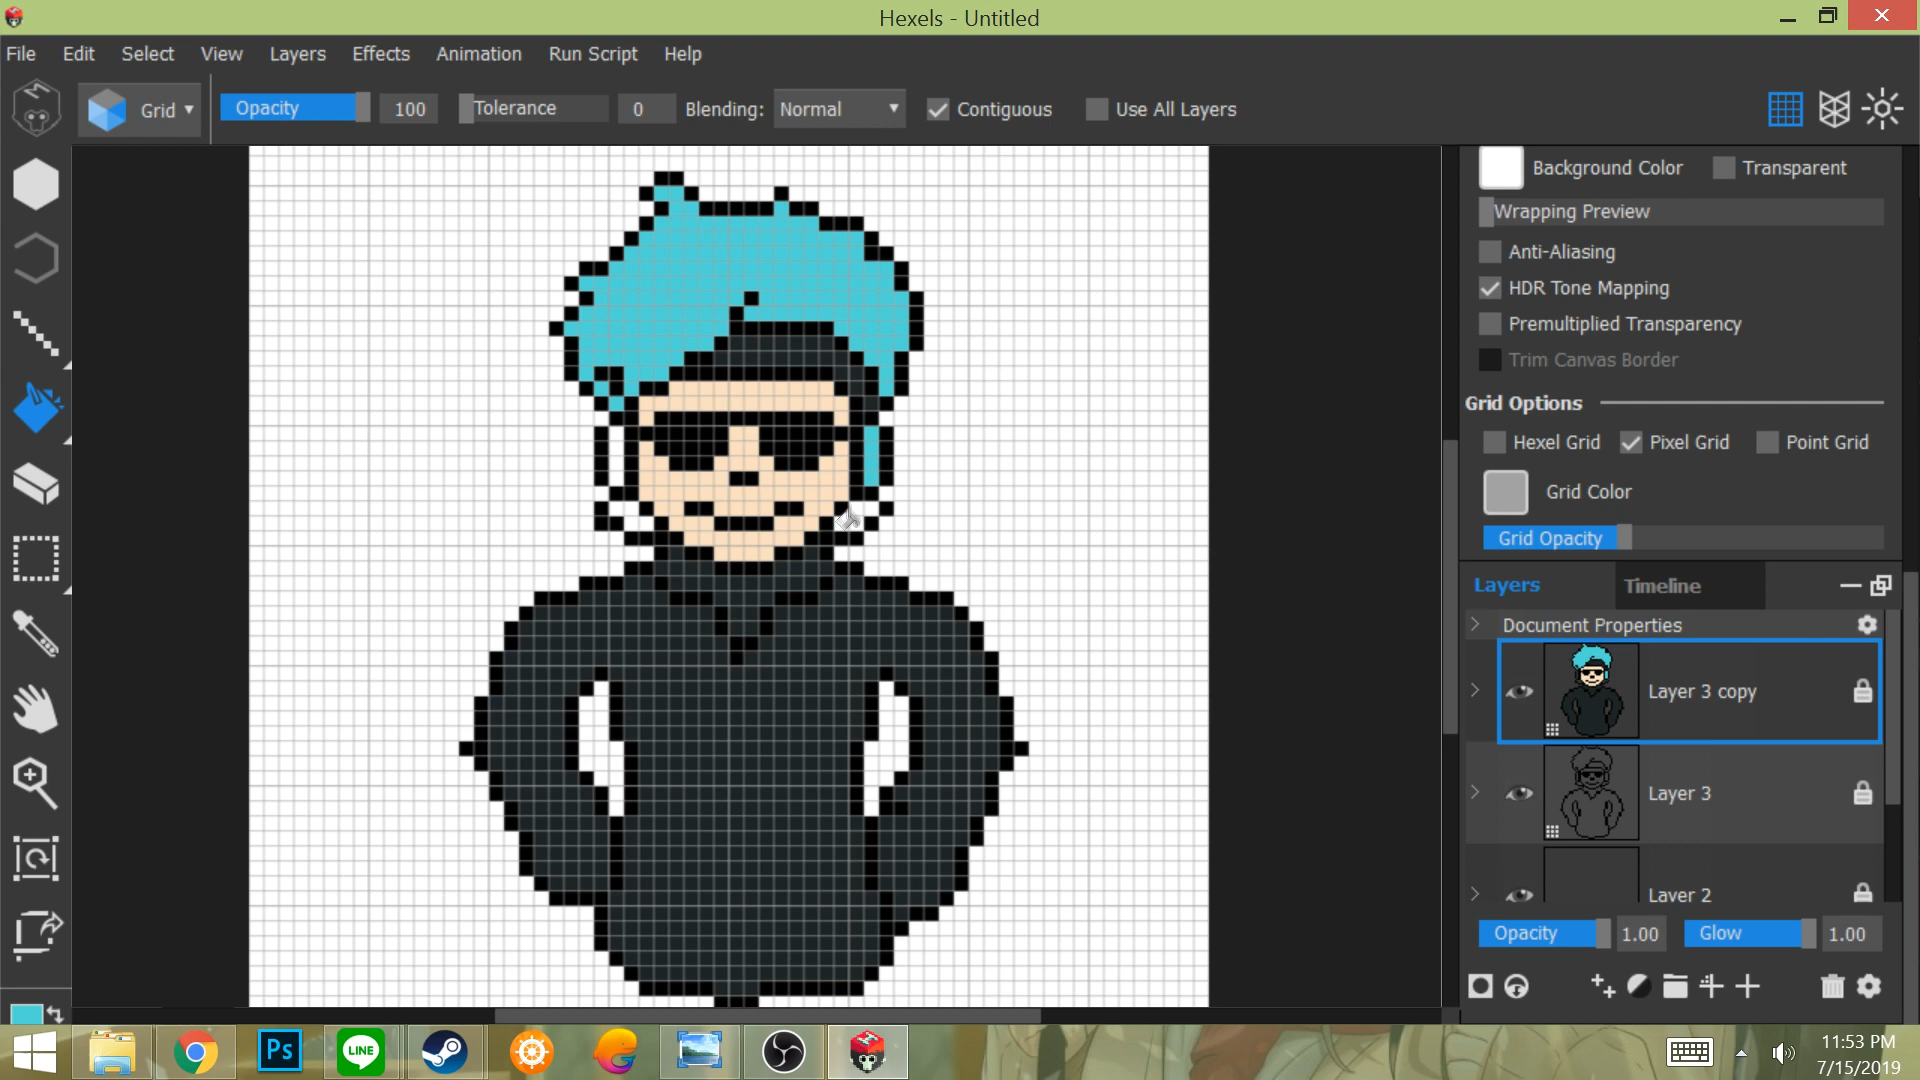 Hexels - Untitled
File Edit Select View Layers Effects Animation Run Script Help
Grid Opacity 100 Tolerance 0 Blending: Normal Contiguous Use All Layers
Background Color Transparent
Wrapping Preview
Anti-Aliasing
HDR Tone Mapping
Premultiplied Transparency
Trim Canvas Border
Grid Options
Hexel Grid Pixel Grid Point Grid
Grid Color
Grid Opacity
Layers Timeline
Document Properties
Layer 3 copy
Layer 3
Layer 2
Opacity 1.00 Glow 1.00
Ps LINE
11:53 PM
7/15/2019